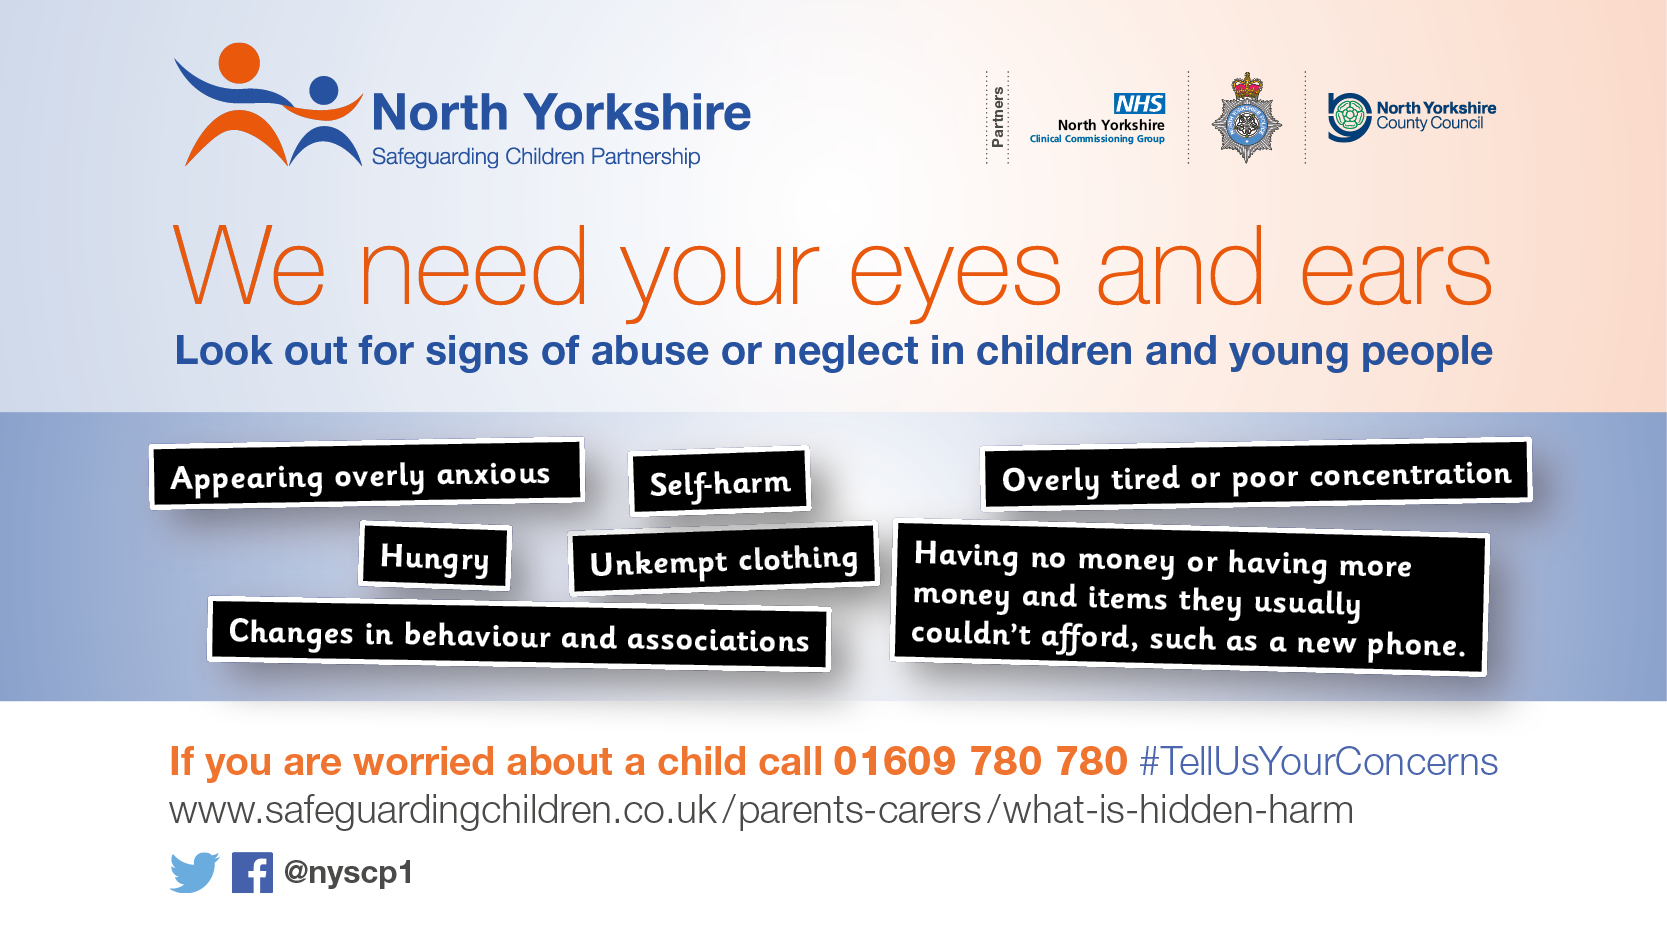 North Yorkshire
Safeguarding Children Partnership
Partners
NHS
North Yorkshire
Clinical Commissioning Group
North Yorkshire
County Council
We need your eyes and ears
Look out for signs of abuse or neglect in children and young people
Appearing overly anxious
Self-harm
Overly tired or poor concentration
Hungry
Unkempt clothing
Having no money or having more
money and items they usually
couldn't afford, such as a new phone.
Changes in behaviour and associations
If you are worried about a child call 01609 780 780 #TellUsYourConcerns
www.safeguardingchildren.co.uk/parents-carers/what-is-hidden-harm
@nyscp1